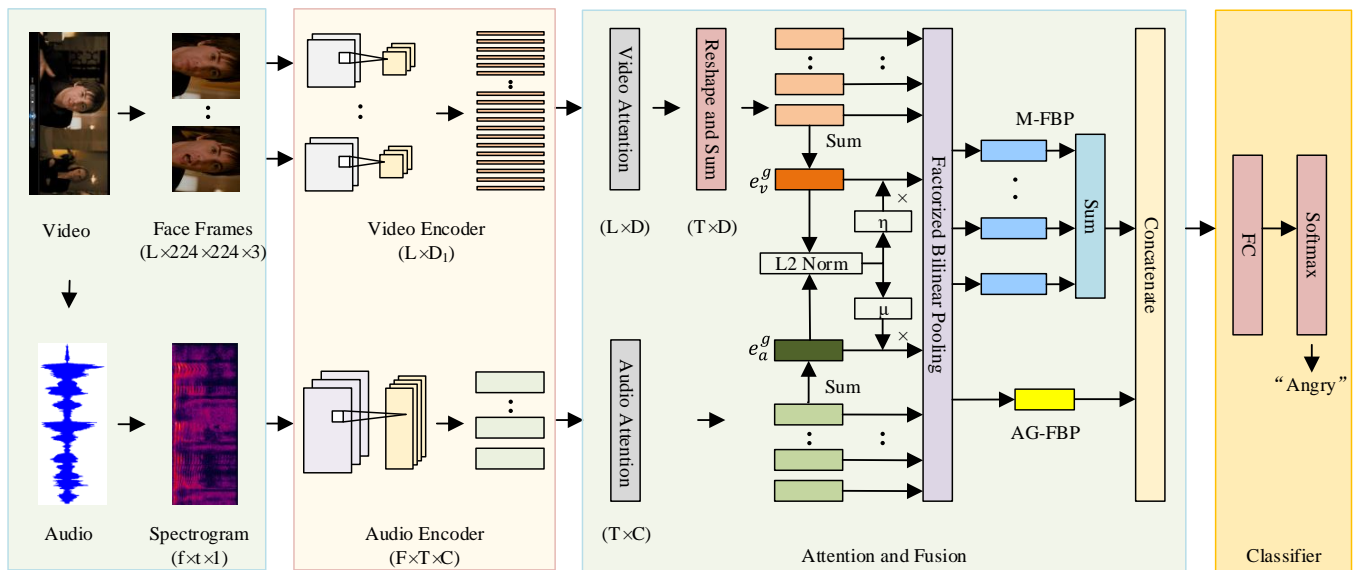 Video
Face Frames
(L×224×224×3)
Audio
Spectrogram
(f×t×1)
Video Encoder
(L×D₁)
Audio Encoder
(F×T×C)
Video Attention
(L×D)
Reshape and Sum
(T×D)
Audio Attention
(T×C)
Sum
e_v^g
×
η
L2 Norm
μ
×
e_a^g
Sum
Factorized Bilinear Pooling
M-FBP
Sum
AG-FBP
Concatenate
Attention and Fusion
FC
Softmax
“Angry”
Classifier